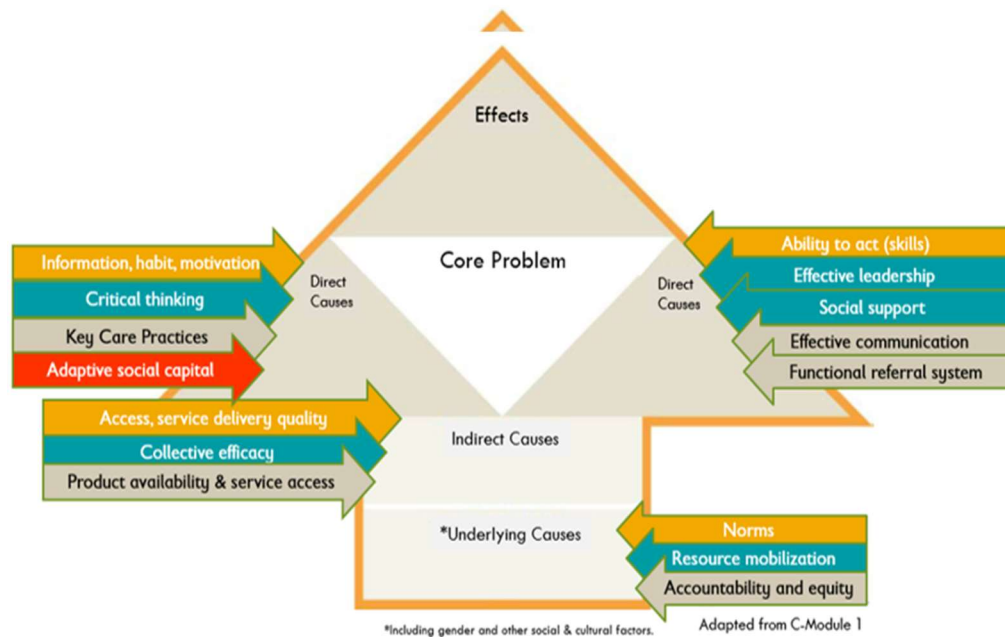 Effects
Core Problem
Direct
Causes
Direct
Causes
Information, habit, motivation
Critical thinking
Key Care Practices
Adaptive social capital
Ability to act (skills)
Effective leadership
Social support
Effective communication
Functional referral system
Access, service delivery quality
Collective efficacy
Product availability & service access
Indirect Causes
*Underlying Causes
Norms
Resource mobilization
Accountability and equity
*Including gender and other social & cultural factors.
Adapted from C-Module 1